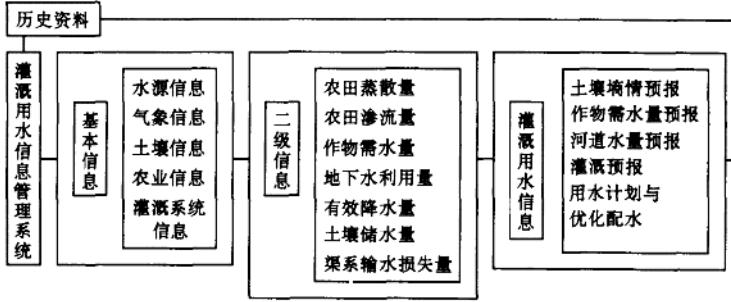 历史资料
灌溉用水信息管理系统
基本信息
水源信息
气象信息
土壤信息
农业信息
灌溉系统
信息
二级信息
农田蒸散量
农田渗流量
作物需水量
地下水利用量
有效降水量
土壤储水量
渠系输水损失量
灌溉用水信息
土壤墒情预报
作物需水量预报
河道水量预报
灌溉预报
用水计划与
优化配水